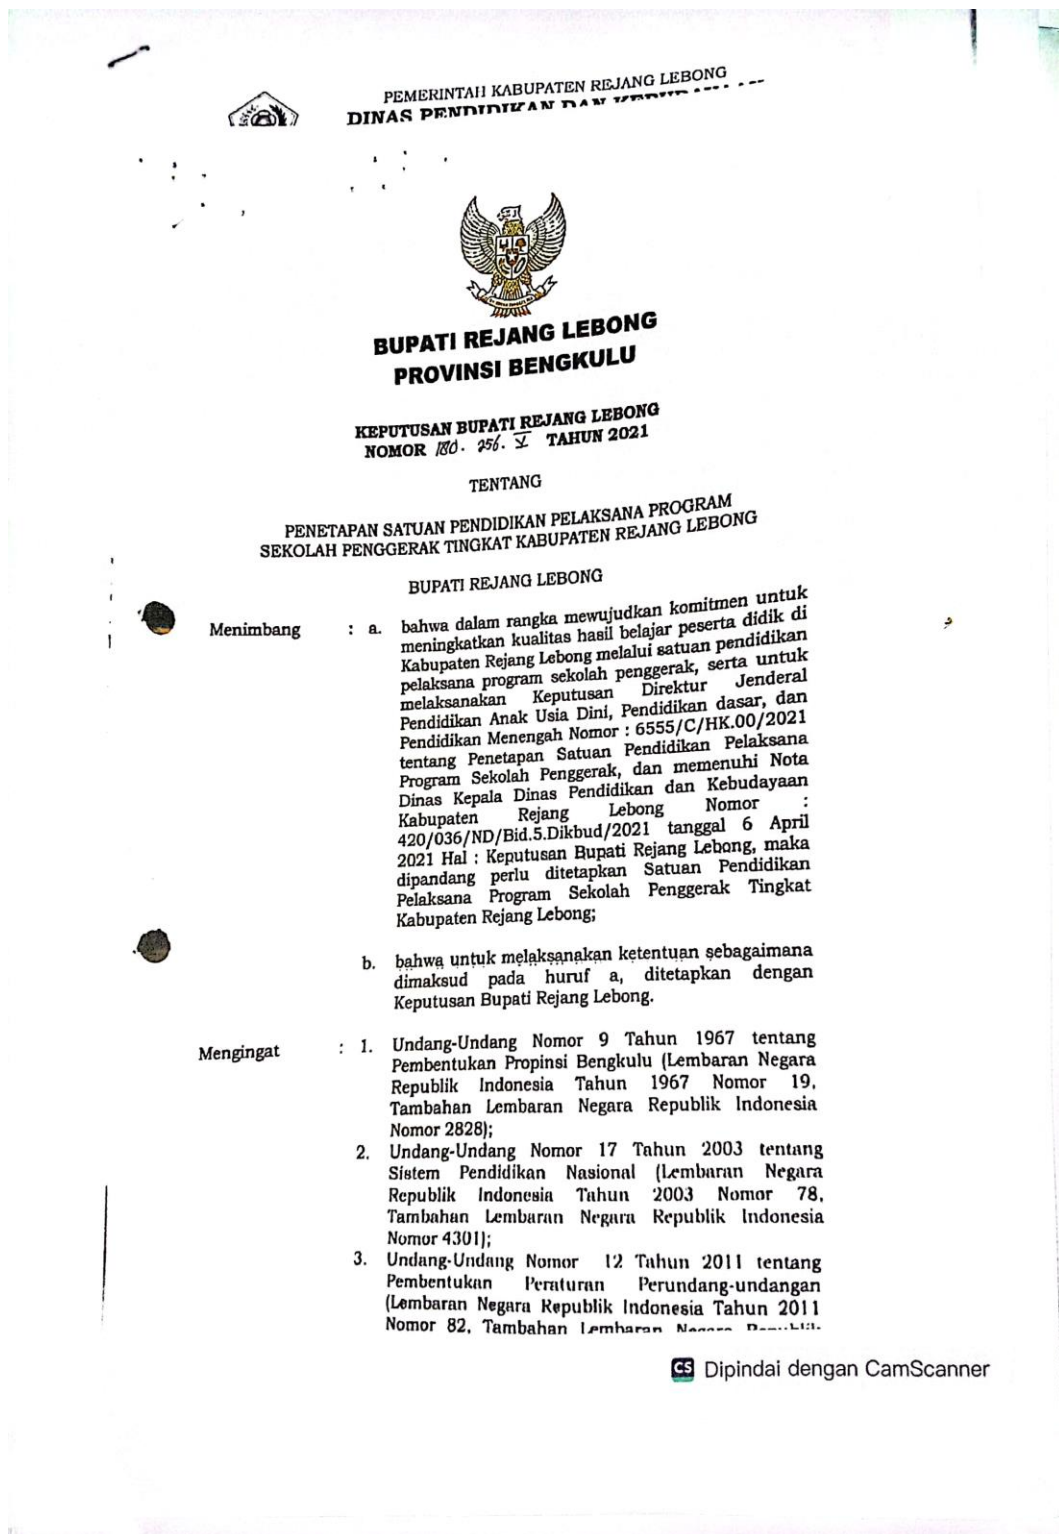 PEMERINTAH KABUPATEN REJANG LEBONG
DINAS PENDIDIKAN DAN
BUPATI REJANG LEBONG
PROVINSI BENGKULU
KEPUTUSAN BUPATI REJANG LEBONG
NOMOR 180. 256. V TAHUN 2021
TENTANG
PENETAPAN SATUAN PENDIDIKAN PELAKSANA PROGRAM
SEKOLAH PENGGERAK TINGKAT KABUPATEN REJANG LEBONG
BUPATI REJANG LEBONG
Menimbang : a. bahwa dalam rangka mewujudkan komitmen untuk
meningkatkan kualitas hasil belajar peserta didik di
Kabupaten Rejang Lebong melalui satuan pendidikan
pelaksana program sekolah penggerak, serta untuk
melaksanakan Keputusan Direktur Jenderal
Pendidikan Anak Usia Dini, Pendidikan dasar, dan
Pendidikan Menengah Nomor : 6555/C/HK.00/2021
tentang Penetapan Satuan Pendidikan Pelaksana
Program Sekolah Penggerak, dan memenuhi Nota
Dinas Kepala Dinas Pendidikan dan Kebudayaan
Kabupaten Rejang Lebong Nomor :
420/036/ND/Bid.5.Dikbud/2021 tanggal 6 April
2021 Hal : Keputusan Bupati Rejang Lebong, maka
dipandang perlu ditetapkan Satuan Pendidikan
Pelaksana Program Sekolah Penggerak Tingkat
Kabupaten Rejang Lebong;
b. bahwa untuk melaksanakan ketentuan sebagaimana
dimaksud pada huruf a, ditetapkan dengan
Keputusan Bupati Rejang Lebong.
Mengingat : 1. Undang-Undang Nomor 9 Tahun 1967 tentang
Pembentukan Propinsi Bengkulu (Lembaran Negara
Republik Indonesia Tahun 1967 Nomor 19,
Tambahan Lembaran Negara Republik Indonesia
Nomor 2828);
2. Undang-Undang Nomor 17 Tahun 2003 tentang
Sistem Pendidikan Nasional (Lembaran Negara
Republik Indonesia Tahun 2003 Nomor 78,
Tambahan Lembaran Negara Republik Indonesia
Nomor 4301);
3. Undang-Undang Nomor 12 Tahun 2011 tentang
Pembentukan Peraturan Perundang-undangan
(Lembaran Negara Republik Indonesia Tahun 2011
Nomor 82, Tambahan Lembaran Negara
CS Dipindai dengan CamScanner